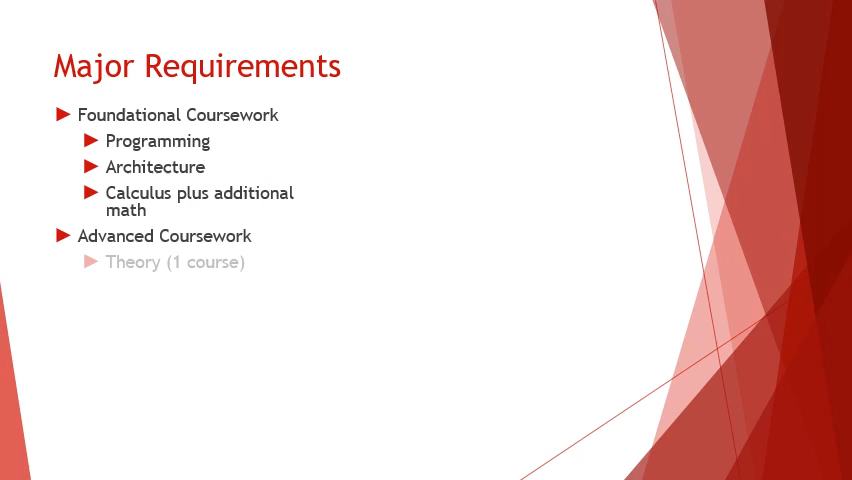 Major Requirements
Foundational Coursework
Programming
Architecture
Calculus plus additional
math
Advanced Coursework
Theory (1 course)